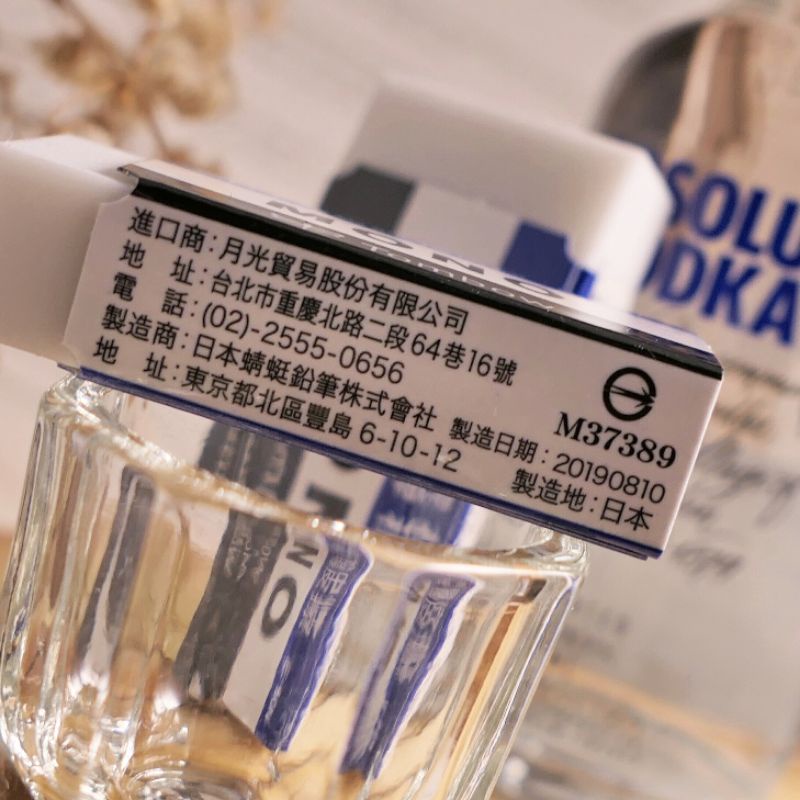 MONO
Tombow
進口商：月光貿易股份有限公司
地　址：台北市重慶北路二段64巷16號
電　話：(02)-2555-0656
製造商：日本蜻蜓鉛筆株式會社
地　址：東京都北區豐島 6-10-12
M37389
製造日期：20190810
製造地：日本
SOLU
ODKA